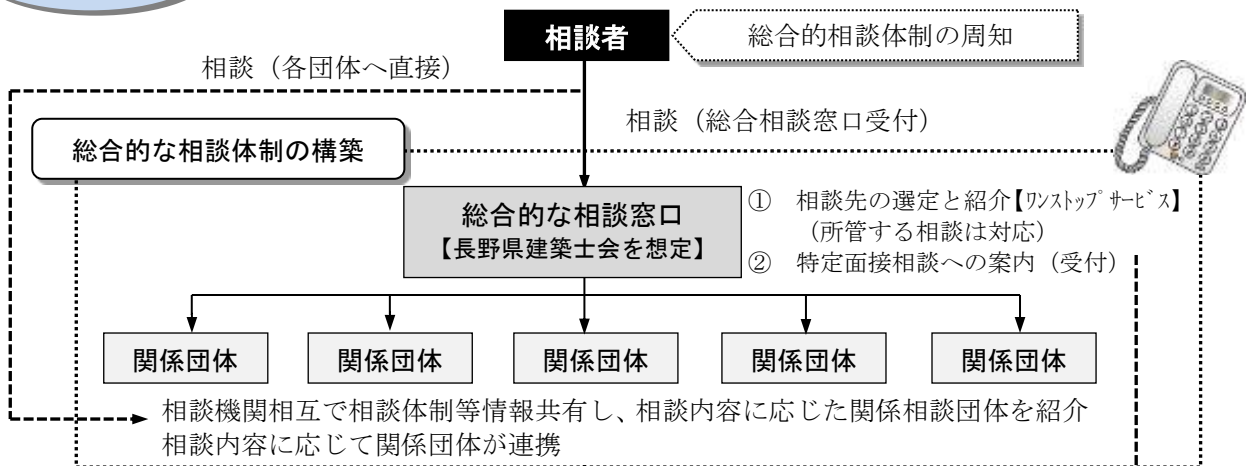 相談者
総合的相談体制の周知
相談（各団体へ直接）
相談（総合相談窓口受付）
総合的な相談体制の構築
総合的な相談窓口
【長野県建築士会を想定】
① 相談先の選定と紹介【ﾜﾝｽﾄｯﾌﾟｻｰﾋﾞｽ】
（所管する相談は対応）
② 特定面接相談への案内（受付）
関係団体
関係団体
関係団体
関係団体
関係団体
相談機関相互で相談体制等情報共有し、相談内容に応じた関係相談団体を紹介
相談内容に応じて関係団体が連携